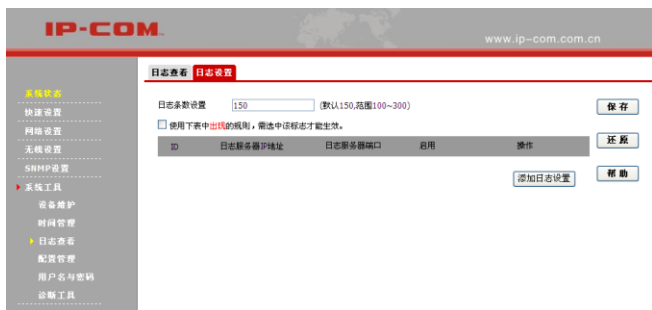 IP-COM
www.ip-com.com.cn
系统状态
快速设置
网络设置
无线设置
SNMP设置
系统工具
设备维护
时间管理
日志查看
配置管理
用户名与密码
诊断工具
日志查看 日志设置
日志条数设置 150 (默认150,范围100~300)
使用下表中出现的规则，需选中该标志才能生效。
ID 日志服务器IP地址 日志服务器端口 启用 操作
添加日志设置
保存
还原
帮助